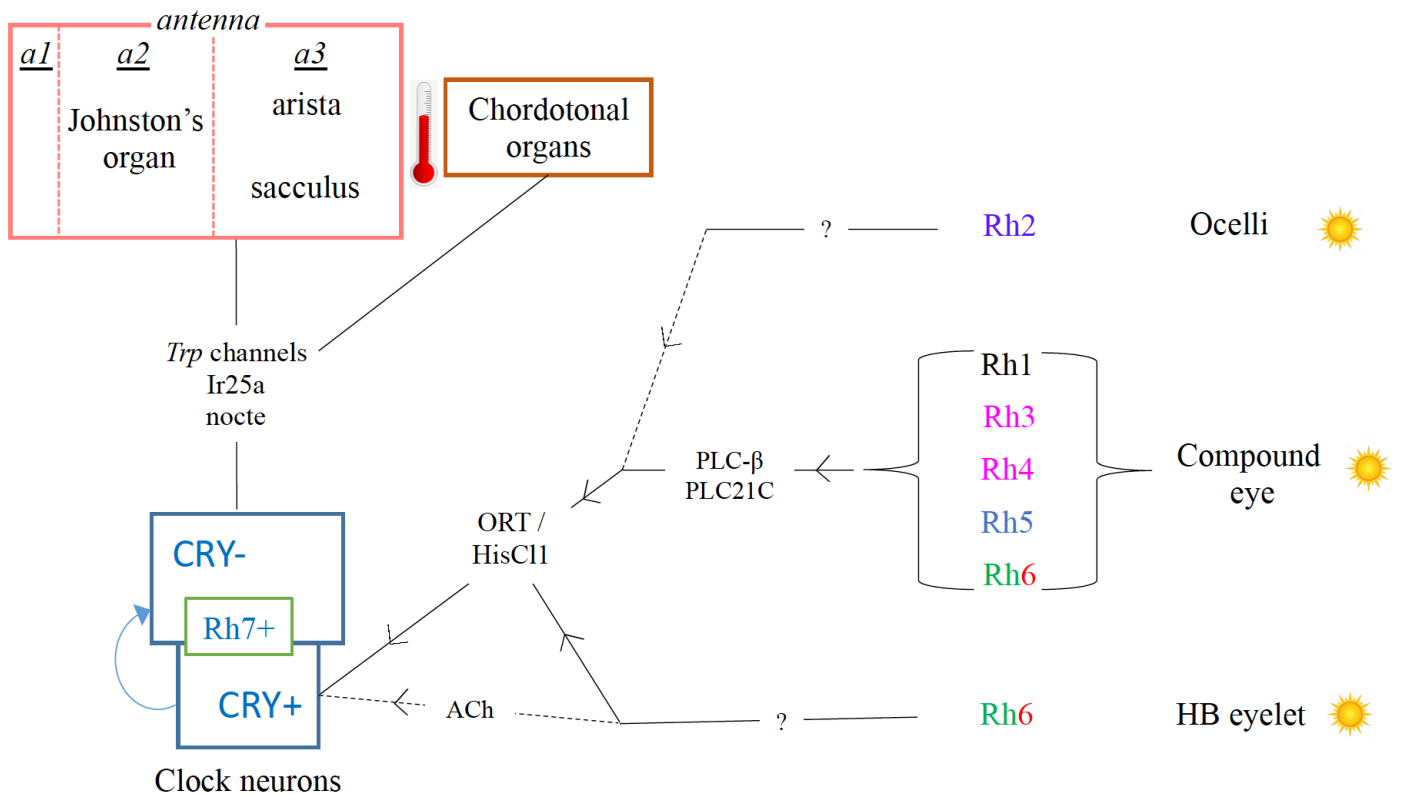 antenna
a1
a2
a3
Johnston's
organ
arista
sacculus
Chordotonal
organs
Trp channels
Ir25a
nocte
CRY-
Rh7+
CRY+
Clock neurons
?
Rh2
Ocelli
Rh1
Rh3
Rh4
Rh5
Rh6
Compound
eye
PLC-β
PLC21C
ORT /
HisCl1
ACh
?
Rh6
HB eyelet